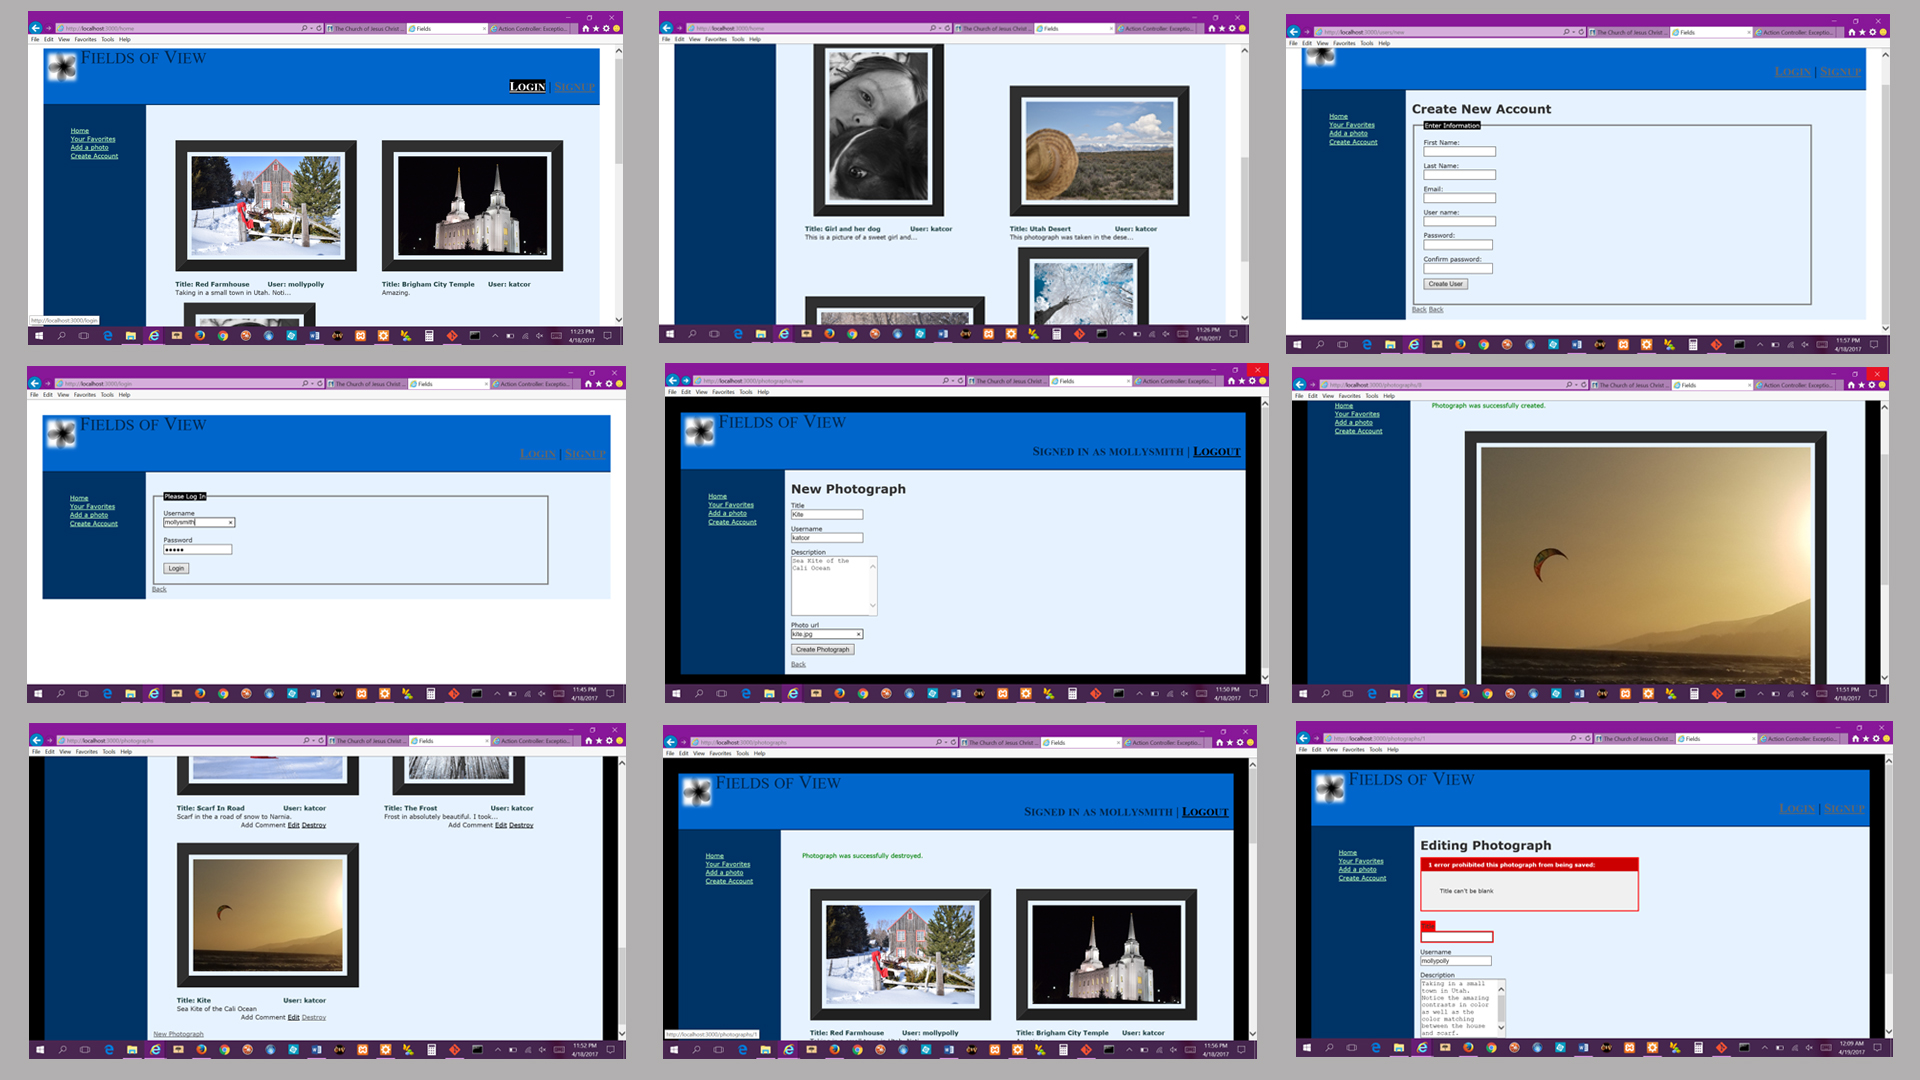 http://localhost:3000/home
The Church of Jesus Christ ...
Fields
Action Controller: Exceptio...
File Edit View Favorites Tools Help
FIELDS OF VIEW
LOGIN | SIGNUP
Home
Your Favorites
Add a photo
Create Account
Title: Red Farmhouse User: mollypolly
Taking in a small town in Utah. Noti...
Title: Brigham City Temple User: katcor
Amazing.
http://localhost:3000/login
11:23 PM
4/18/2017
http://localhost:3000/home
The Church of Jesus Christ ...
Fields
Action Controller: Exceptio...
File Edit View Favorites Tools Help
Title: Girl and her dog User: katcor
This is a picture of a sweet girl and...
Title: Utah Desert User: katcor
This photograph was taken in the dese...
11:26 PM
4/18/2017
http://localhost:3000/users/new
The Church of Jesus Christ ...
Fields
Action Controller: Exceptio...
File Edit View Favorites Tools Help
LOGIN | SIGNUP
Home
Your Favorites
Add a photo
Create Account
Create New Account
Enter Information
First Name:
Last Name:
Email:
User name:
Password:
Confirm password:
Create User
Back Back
11:57 PM
4/18/2017
http://localhost:3000/login
The Church of Jesus Christ ...
Fields
Action Controller: Exceptio...
File Edit View Favorites Tools Help
FIELDS OF VIEW
LOGIN | SIGNUP
Home
Your Favorites
Add a photo
Create Account
Please Log In
Username
mollysmith
Password
Login
Back
11:45 PM
4/18/2017
http://localhost:3000/photographs/new
The Church of Jesus Christ ...
Fields
Action Controller: Exceptio...
File Edit View Favorites Tools Help
FIELDS OF VIEW
SIGNED IN AS MOLLYSMITH | LOGOUT
Home
Your Favorites
Add a photo
Create Account
New Photograph
Title
Kite
Username
katcor
Description
Sea Kite of the
Cali Ocean
Photo url
kite.jpg
Create Photograph
Back
11:50 PM
4/18/2017
http://localhost:3000/photographs/8
The Church of Jesus Christ ...
Fields
Action Controller: Exceptio...
File Edit View Favorites Tools Help
Home
Your Favorites
Add a photo
Create Account
Photograph was successfully created.
11:51 PM
4/18/2017
http://localhost:3000/photographs
The Church of Jesus Christ ...
Fields
Action Controller: Exceptio...
File Edit View Favorites Tools Help
Title: Scarf In Road User: katcor
Scarf in the a road of snow to Narnia.
Add Comment Edit Destroy
Title: The Frost User: katcor
Frost in absolutely beautiful. I took...
Add Comment Edit Destroy
Title: Kite User: katcor
Sea Kite of the Cali Ocean
Add Comment Edit Destroy
New Photograph
11:52 PM
4/18/2017
http://localhost:3000/photographs
The Church of Jesus Christ ...
Fields
Action Controller: Exceptio...
File Edit View Favorites Tools Help
FIELDS OF VIEW
SIGNED IN AS MOLLYSMITH | LOGOUT
Home
Your Favorites
Add a photo
Create Account
Photograph was successfully destroyed.
Title: Red Farmhouse User: mollypolly
Title: Brigham City Temple User: katcor
http://localhost:3000/photographs/1
11:56 PM
4/18/2017
http://localhost:3000/photographs/1
The Church of Jesus Christ ...
Fields
Action Controller: Exceptio...
File Edit View Favorites Tools Help
FIELDS OF VIEW
LOGIN | SIGNUP
Home
Your Favorites
Add a photo
Create Account
Editing Photograph
1 error prohibited this photograph from being saved:
Title can't be blank
Username
mollypolly
Description
Taking in a small
town in Utah.
Notice the amazing
contrasts in color
as well as the
color matching
between the house
and scarf.
12:09 AM
4/19/2017